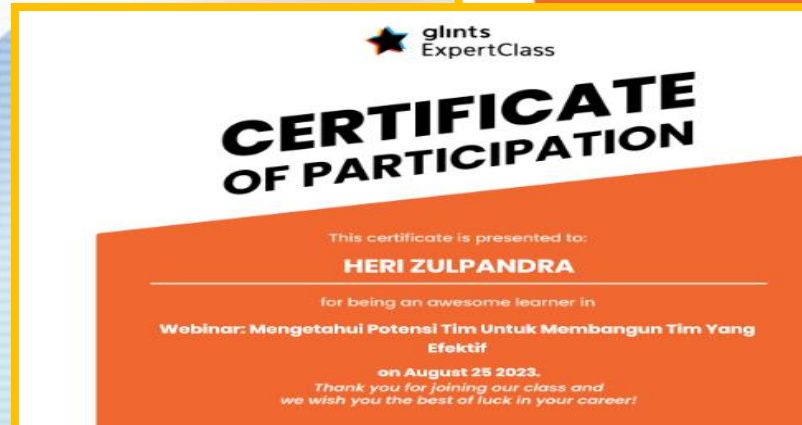 glints
ExpertClass
CERTIFICATE
OF PARTICIPATION
This certificate is presented to:
HERI ZULPANDRA
for being an awesome learner in
Webinar: Mengetahui Potensi Tim Untuk Membangun Tim Yang
Efektif
on August 25 2023.
Thank you for joining our class and
we wish you the best of luck in your career!